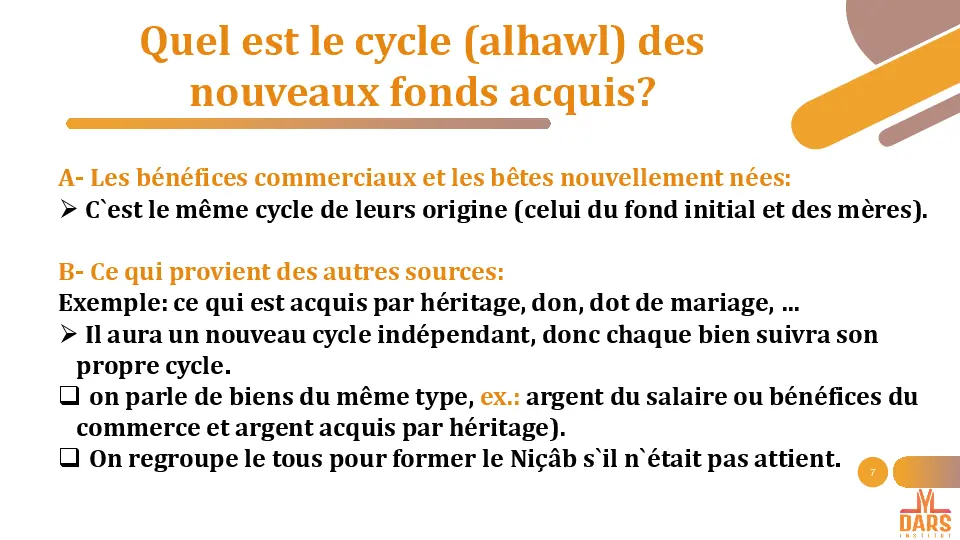 Quel est le cycle (alhawl) des
nouveaux fonds acquis?
A- Les bénéfices commerciaux et les bêtes nouvellement nées:
➢ C`est le même cycle de leurs origine (celui du fond initial et des mères).
B- Ce qui provient des autres sources:
Exemple: ce qui est acquis par héritage, don, dot de mariage, …
➢ Il aura un nouveau cycle indépendant, donc chaque bien suivra son
propre cycle.
❑ on parle de biens du même type, ex.: argent du salaire ou bénéfices du
commerce et argent acquis par héritage).
❑ On regroupe le tous pour former le Niçâb s`il n`était pas attient.
7
DARS
INSTITUT